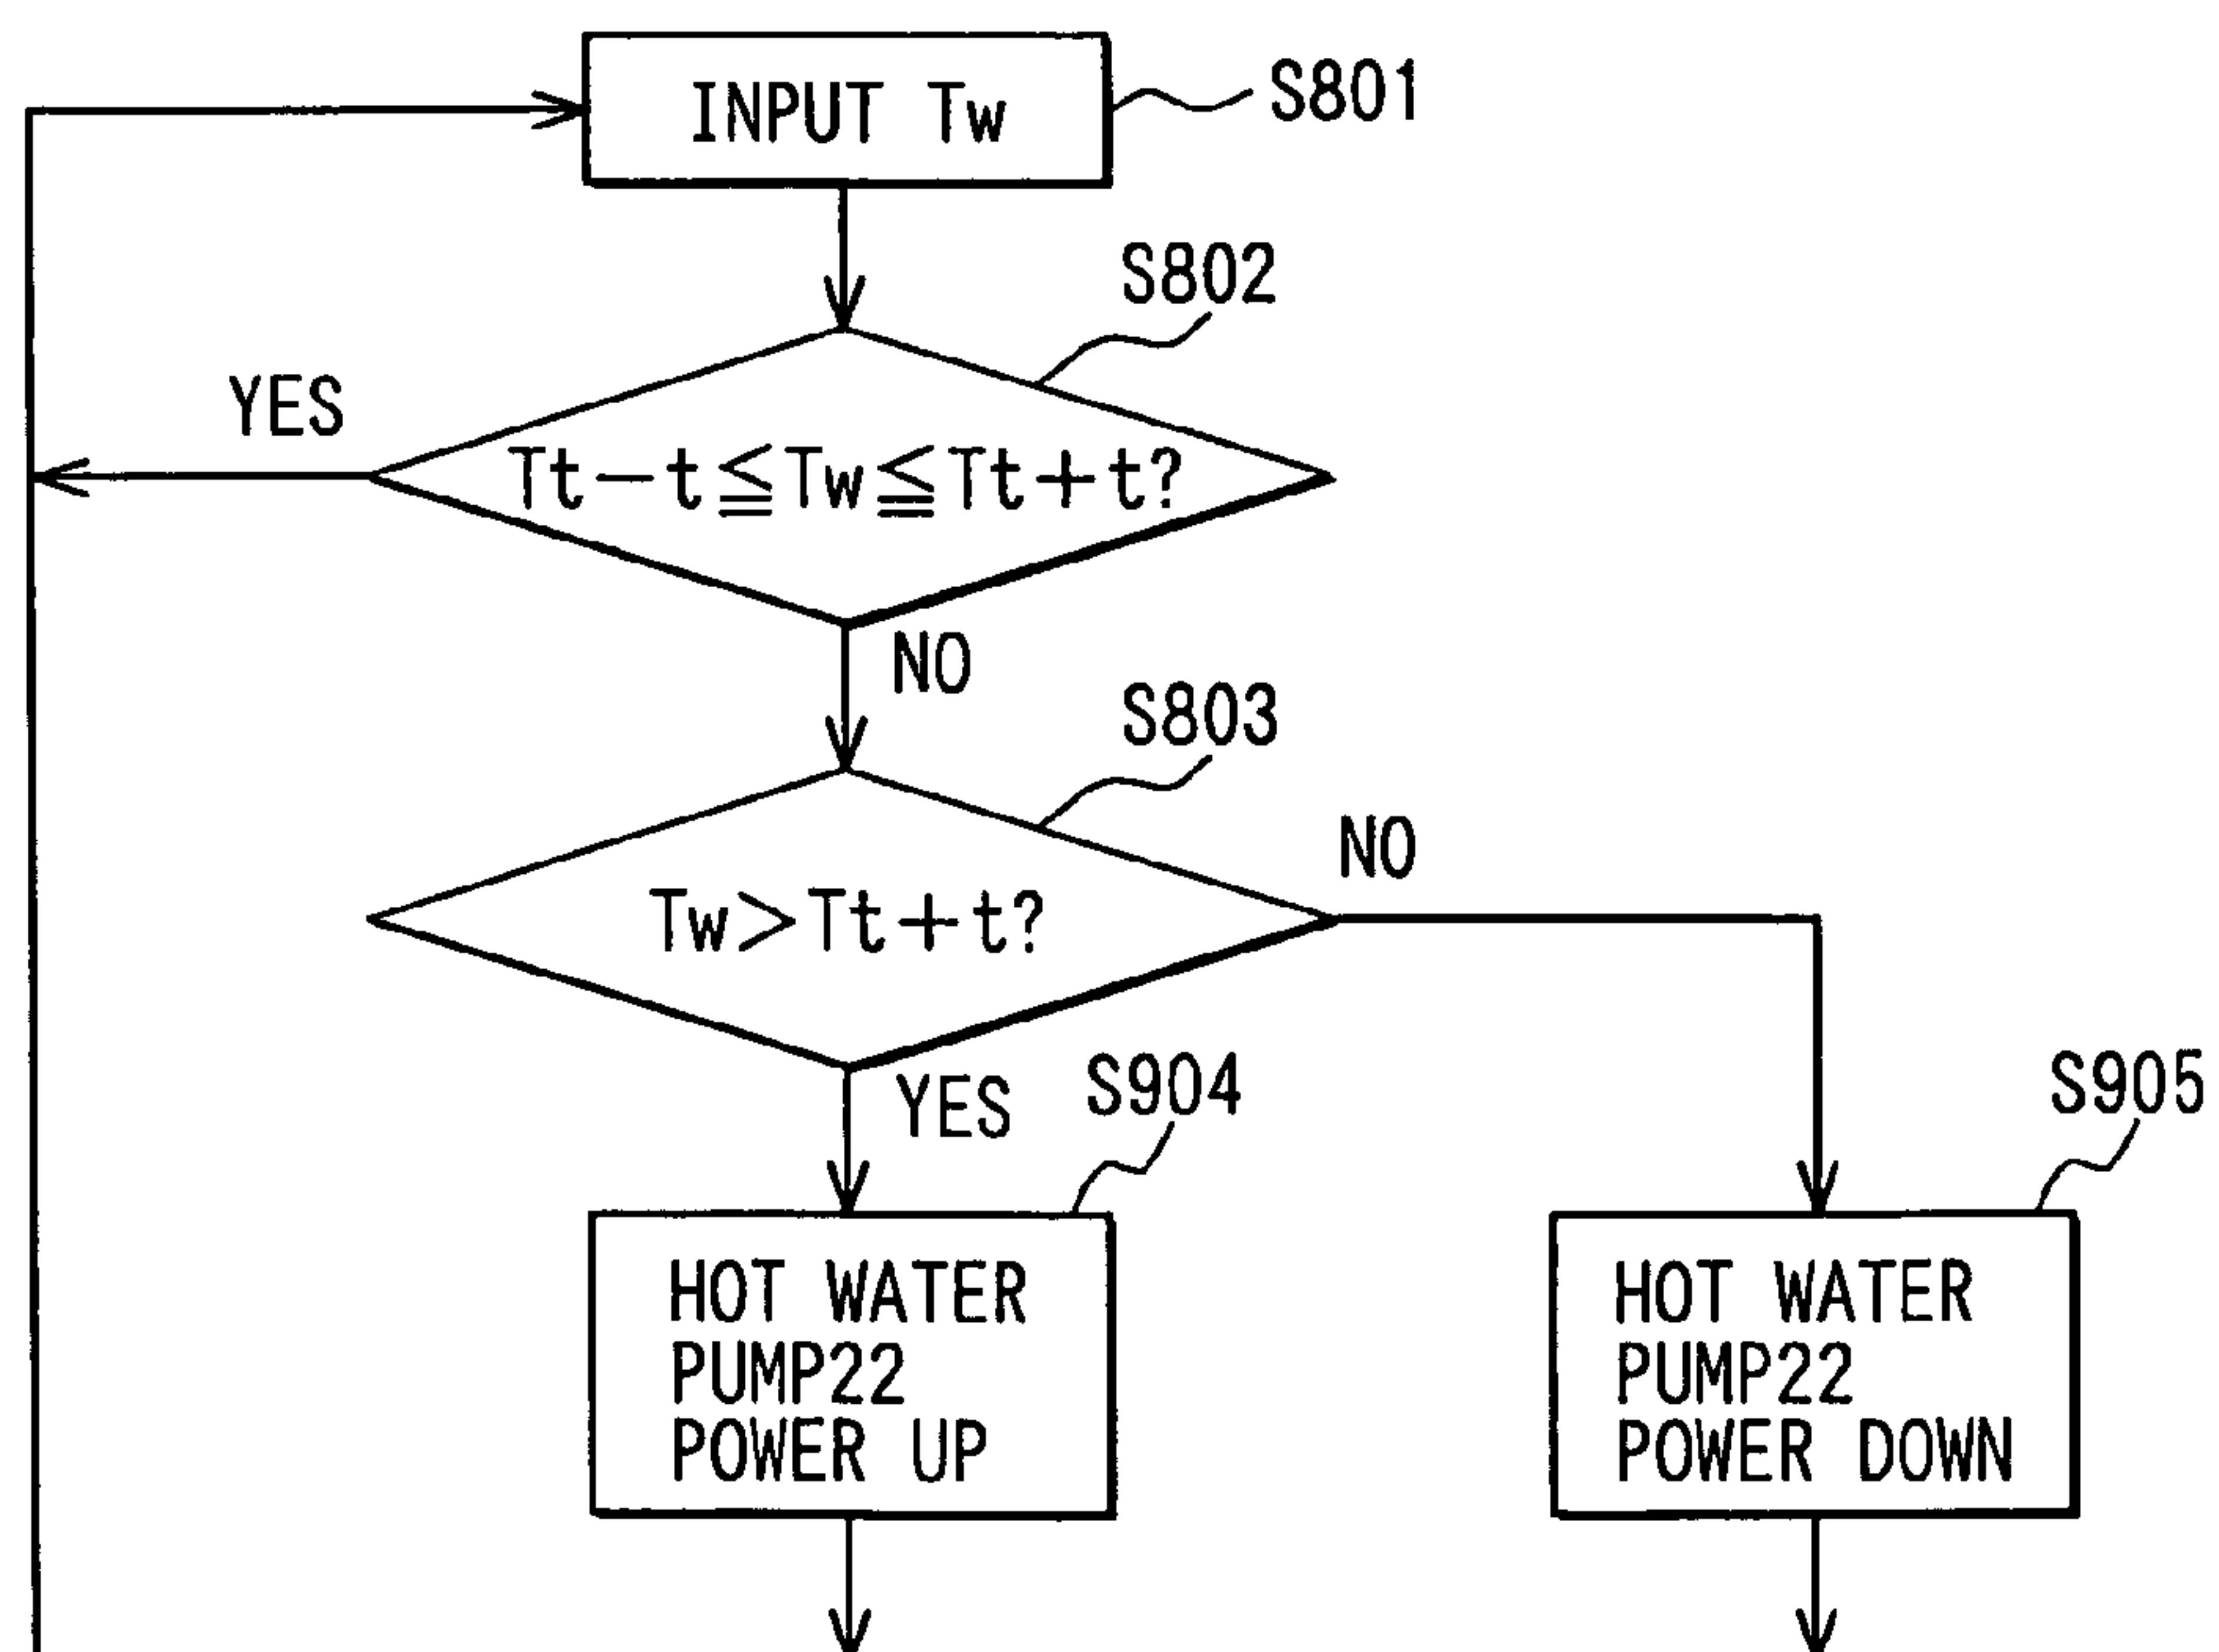 INPUT Tw
S801
S802
YES
Tt-t≦Tw≦Tt+t?
NO
S803
NO
Tw>Tt+t?
YES
S904
S905
HOT WATER
PUMP22
POWER UP
HOT WATER
PUMP22
POWER DOWN